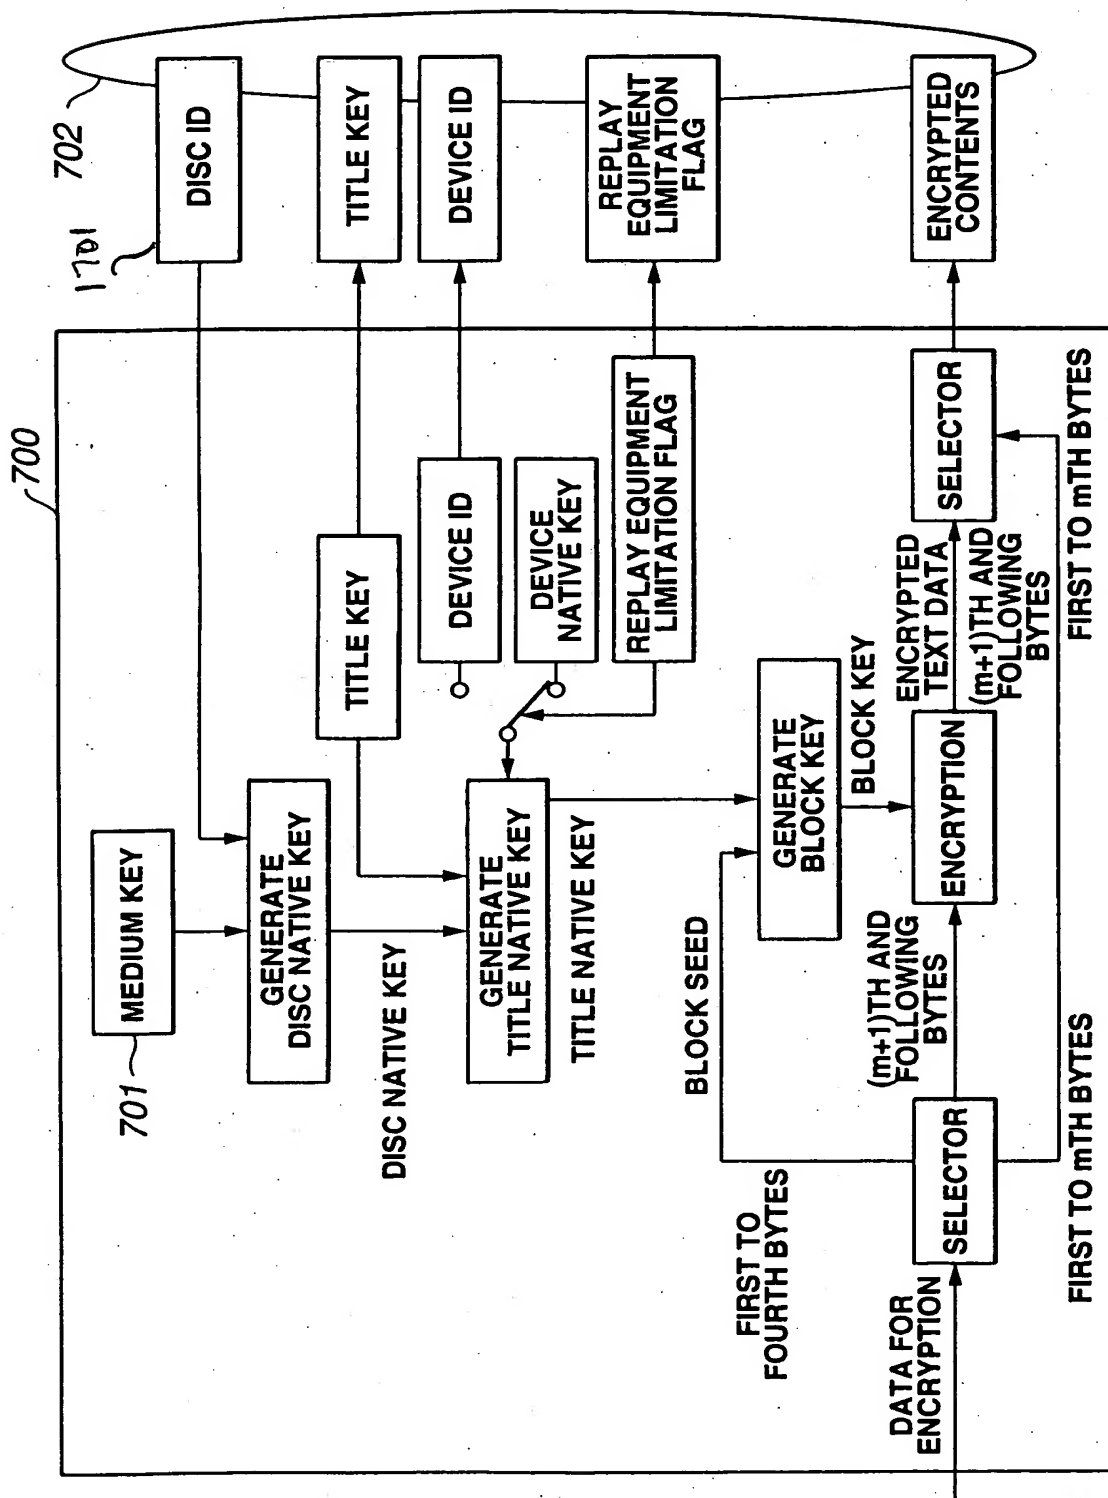 700
701
MEDIUM KEY
GENERATE
DISC NATIVE KEY
DISC NATIVE KEY
TITLE KEY
GENERATE
TITLE NATIVE KEY
TITLE NATIVE KEY
DEVICE ID
DEVICE
NATIVE KEY
REPLAY EQUIPMENT
LIMITATION FLAG
702
1701
DISC ID
TITLE KEY
DEVICE ID
REPLAY
EQUIPMENT
LIMITATION
FLAG
ENCRYPTED
CONTENTS
FIRST TO
FOURTH BYTES
BLOCK SEED
GENERATE
BLOCK KEY
BLOCK KEY
DATA FOR
ENCRYPTION
SELECTOR
(m+1)TH AND
FOLLOWING
BYTES
ENCRYPTION
ENCRYPTED
TEXT DATA
(m+1)TH AND
FOLLOWING
BYTES
SELECTOR
FIRST TO mTH BYTES
FIRST TO mTH BYTES